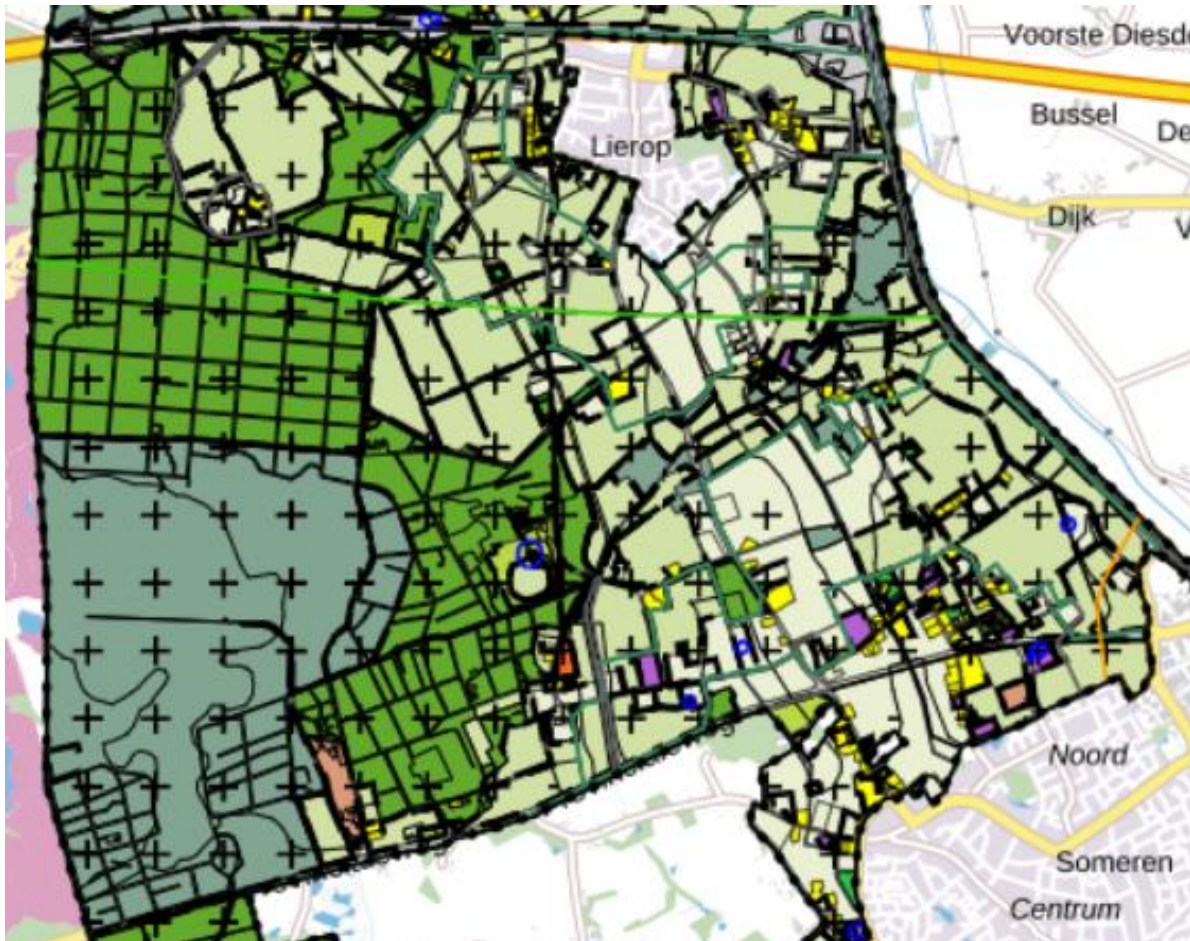 Voorste Diesd
Bussel
De
Lierop
Dijk
V
Noord
Someren
Centrum